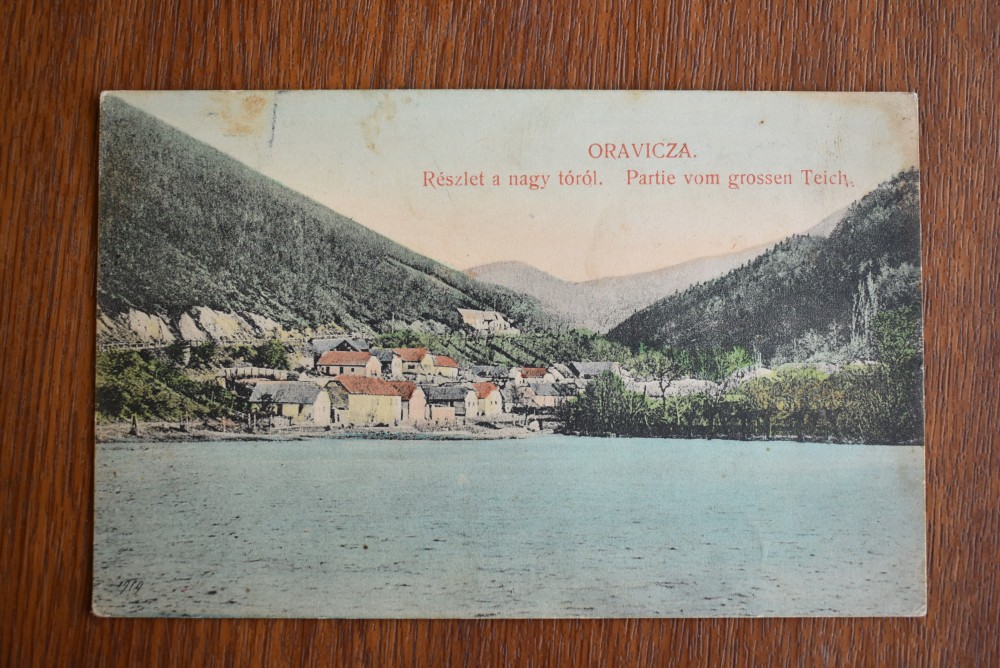 ORAVICZA.
Részlet a nagy tóról. Partie vom grossen Teich.